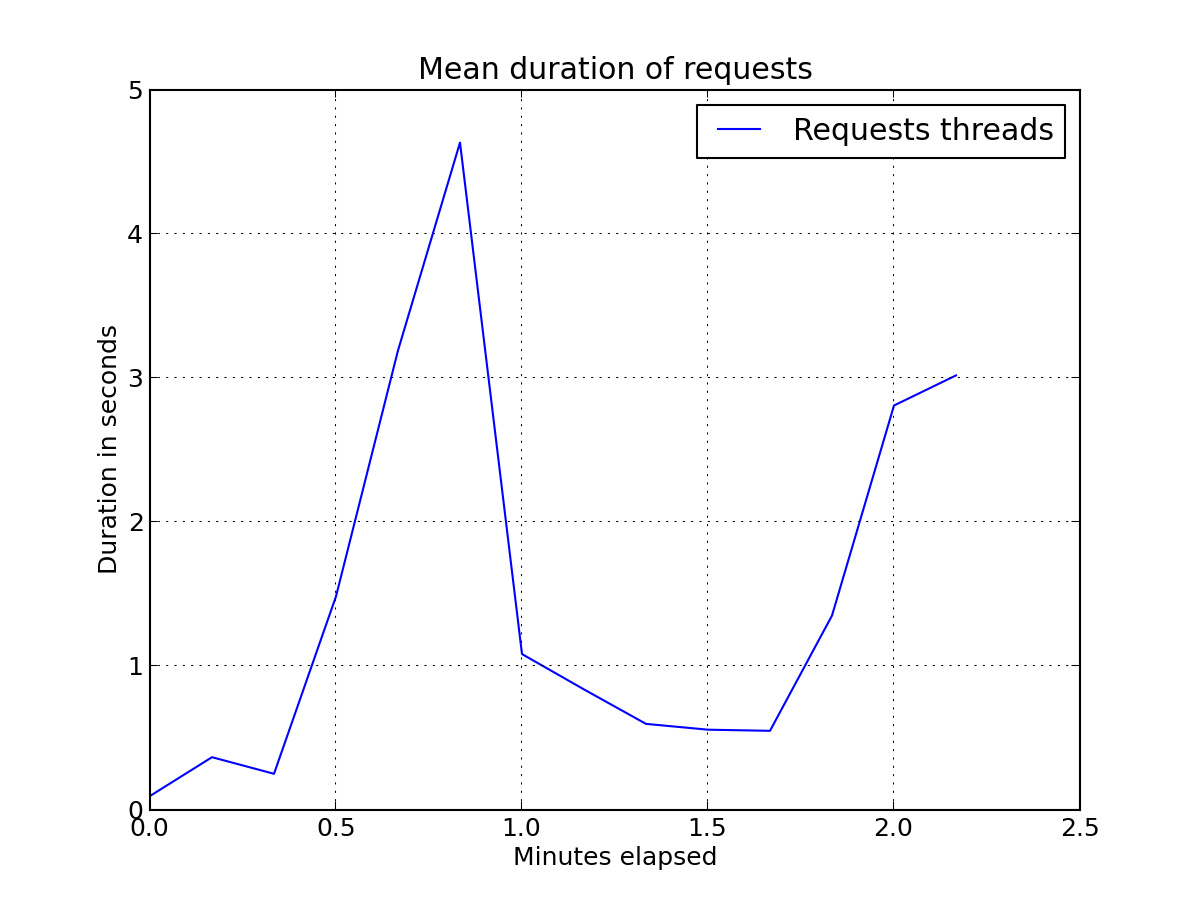 Mean duration of requests
Requests threads
5
4
3
2
1
0
Duration in seconds
0.0 0.5 1.0 1.5 2.0 2.5
Minutes elapsed